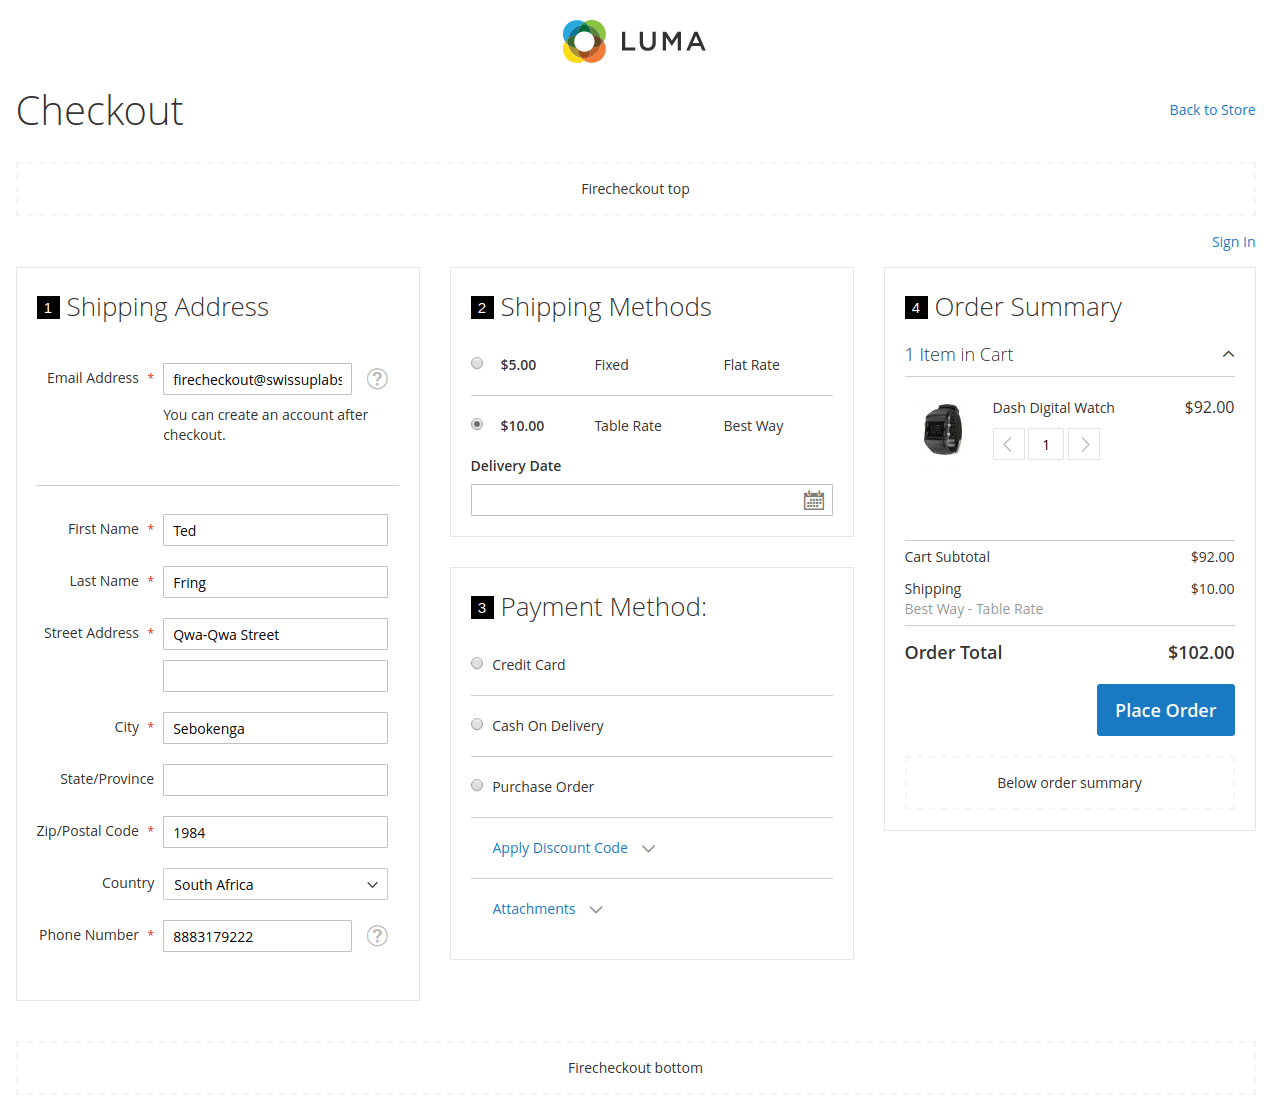 LUMA
Checkout
Back to Store
Firecheckout top
Sign In
1 Shipping Address
Email Address * firecheckout@swissuplabs ?
You can create an account after
checkout.
First Name * Ted
Last Name * Fring
Street Address * Qwa-Qwa Street
City * Sebokenga
State/Province
Zip/Postal Code * 1984
Country South Africa
Phone Number * 8883179222 ?
2 Shipping Methods
$5.00 Fixed Flat Rate
$10.00 Table Rate Best Way
Delivery Date
3 Payment Method:
Credit Card
Cash On Delivery
Purchase Order
Apply Discount Code
Attachments
4 Order Summary
1 Item in Cart
Dash Digital Watch $92.00
1
Cart Subtotal $92.00
Shipping $10.00
Best Way - Table Rate
Order Total $102.00
Place Order
Below order summary
Firecheckout bottom